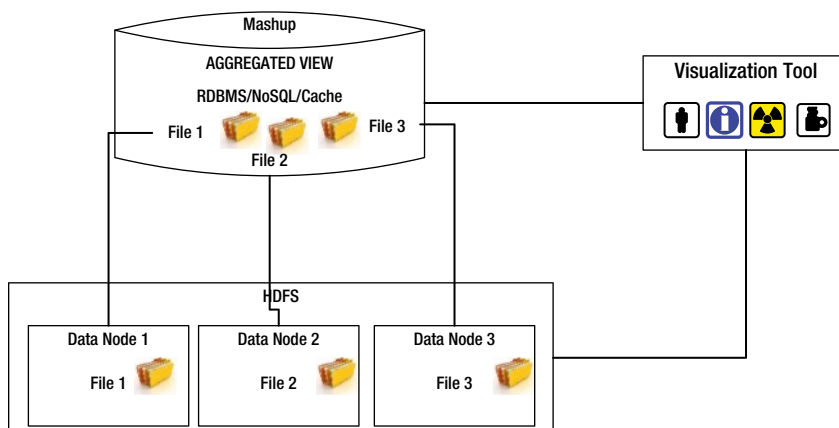 Mashup
AGGREGATED VIEW
RDBMS/NoSQL/Cache
File 1
File 3
File 2
Visualization Tool
HDFS
Data Node 1
Data Node 2
Data Node 3
File 1
File 2
File 3